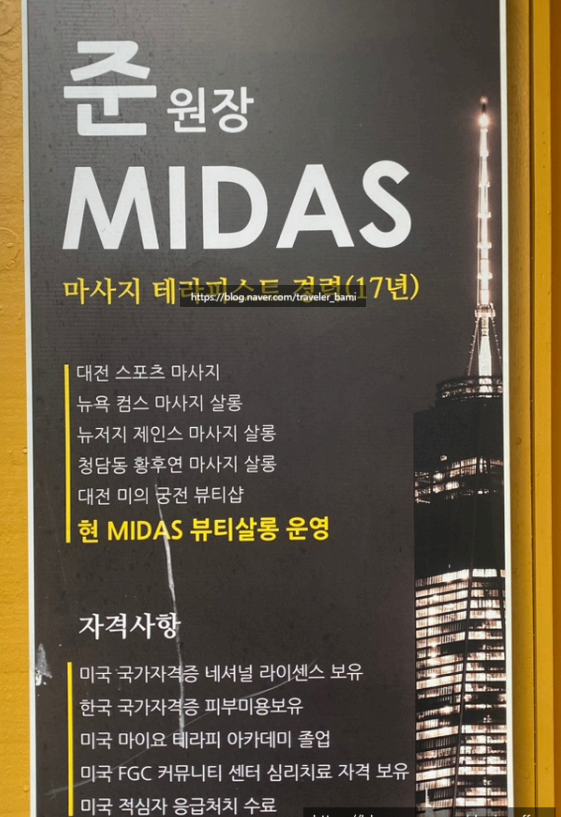 준 원장
MIDAS
마사지 테라피스트 경력(17년)
https://blog.naver.com/traveler_bami
대전 스포츠 마사지
뉴욕 컴스 마사지 살롱
뉴저지 제인스 마사지 살롱
청담동 황후연 마사지 살롱
대전 미의 궁전 뷰티샵
현 MIDAS 뷰티살롱 운영
자격사항
미국 국가자격증 네셔널 라이센스 보유
한국 국가자격증 피부미용보유
미국 마이요 테라피 아카데미 졸업
미국 FGC 커뮤니티 센터 심리치료 자격 보유
미국 적십자 응급처치 수료